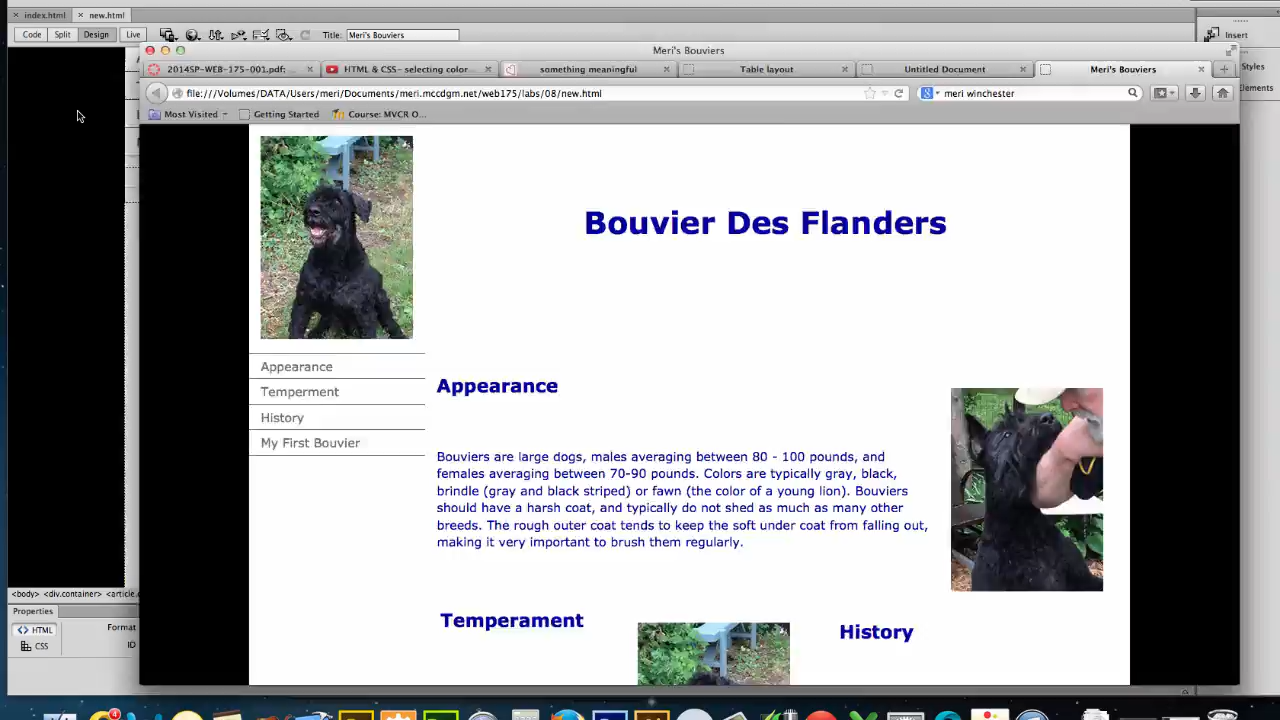 index.html
new.html
Code Split Design Live
Title: Meri's Bouviers
Insert
Meri's Bouviers
2014SP-WEB-175-001.pdf:
HTML & CSS- selecting color...
something meaningful
Table layout
Untitled Document
Meri's Bouviers
Styles
Elements
file:///Volumes/DATA/Users/meri/Documents/meri.mccdgm.net/web175/labs/08/new.html
meri winchester
Most Visited
Getting Started
Course: MVCR O...
Bouvier Des Flanders
Appearance
Temperment
History
My First Bouvier
Appearance
Bouviers are large dogs, males averaging between 80 - 100 pounds, and
females averaging between 70-90 pounds. Colors are typically gray, black,
brindle (gray and black striped) or fawn (the color of a young lion). Bouviers
should have a harsh coat, and typically do not shed as much as many other
breeds. The rough outer coat tends to keep the soft under coat from falling out,
making it very important to brush them regularly.
Temperament
History
<body> <div.container> <article.c
Properties
HTML
Format
CSS
ID
4